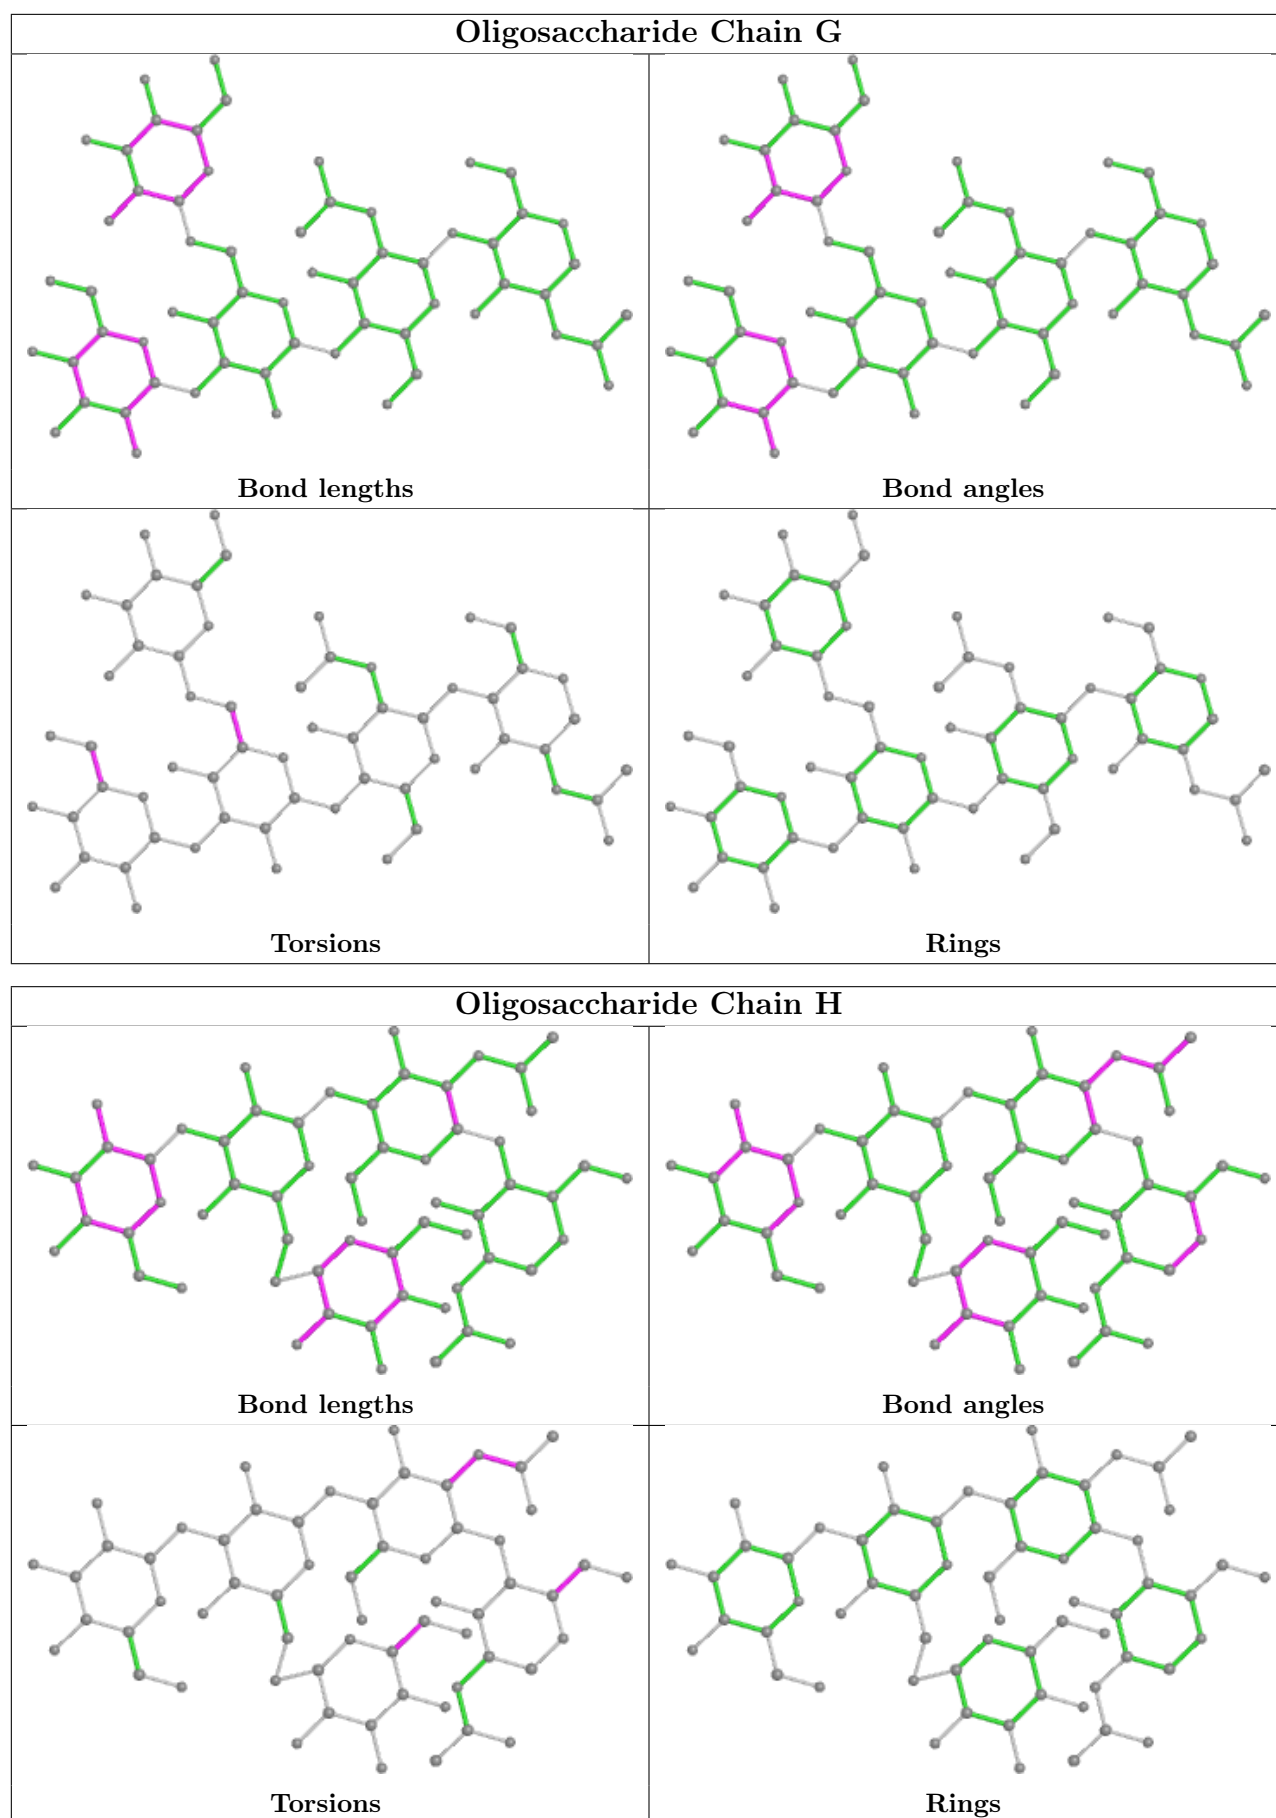 Oligosaccharide Chain G
Bond lengths
Bond angles
Torsions
Rings
Oligosaccharide Chain H
Bond lengths
Bond angles
Torsions
Rings